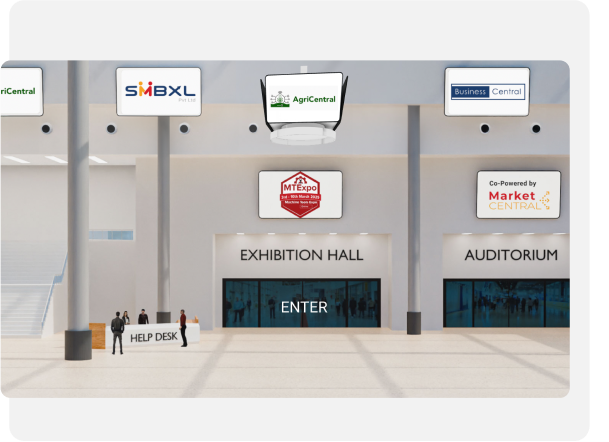 riCentral
SMBXL
Pvt Ltd
AgriCentral
Business Central
MTExpo
Co-Powered by
Market
CENTRAL
EXHIBITION HALL
AUDITORIUM
ENTER
HELP DESK